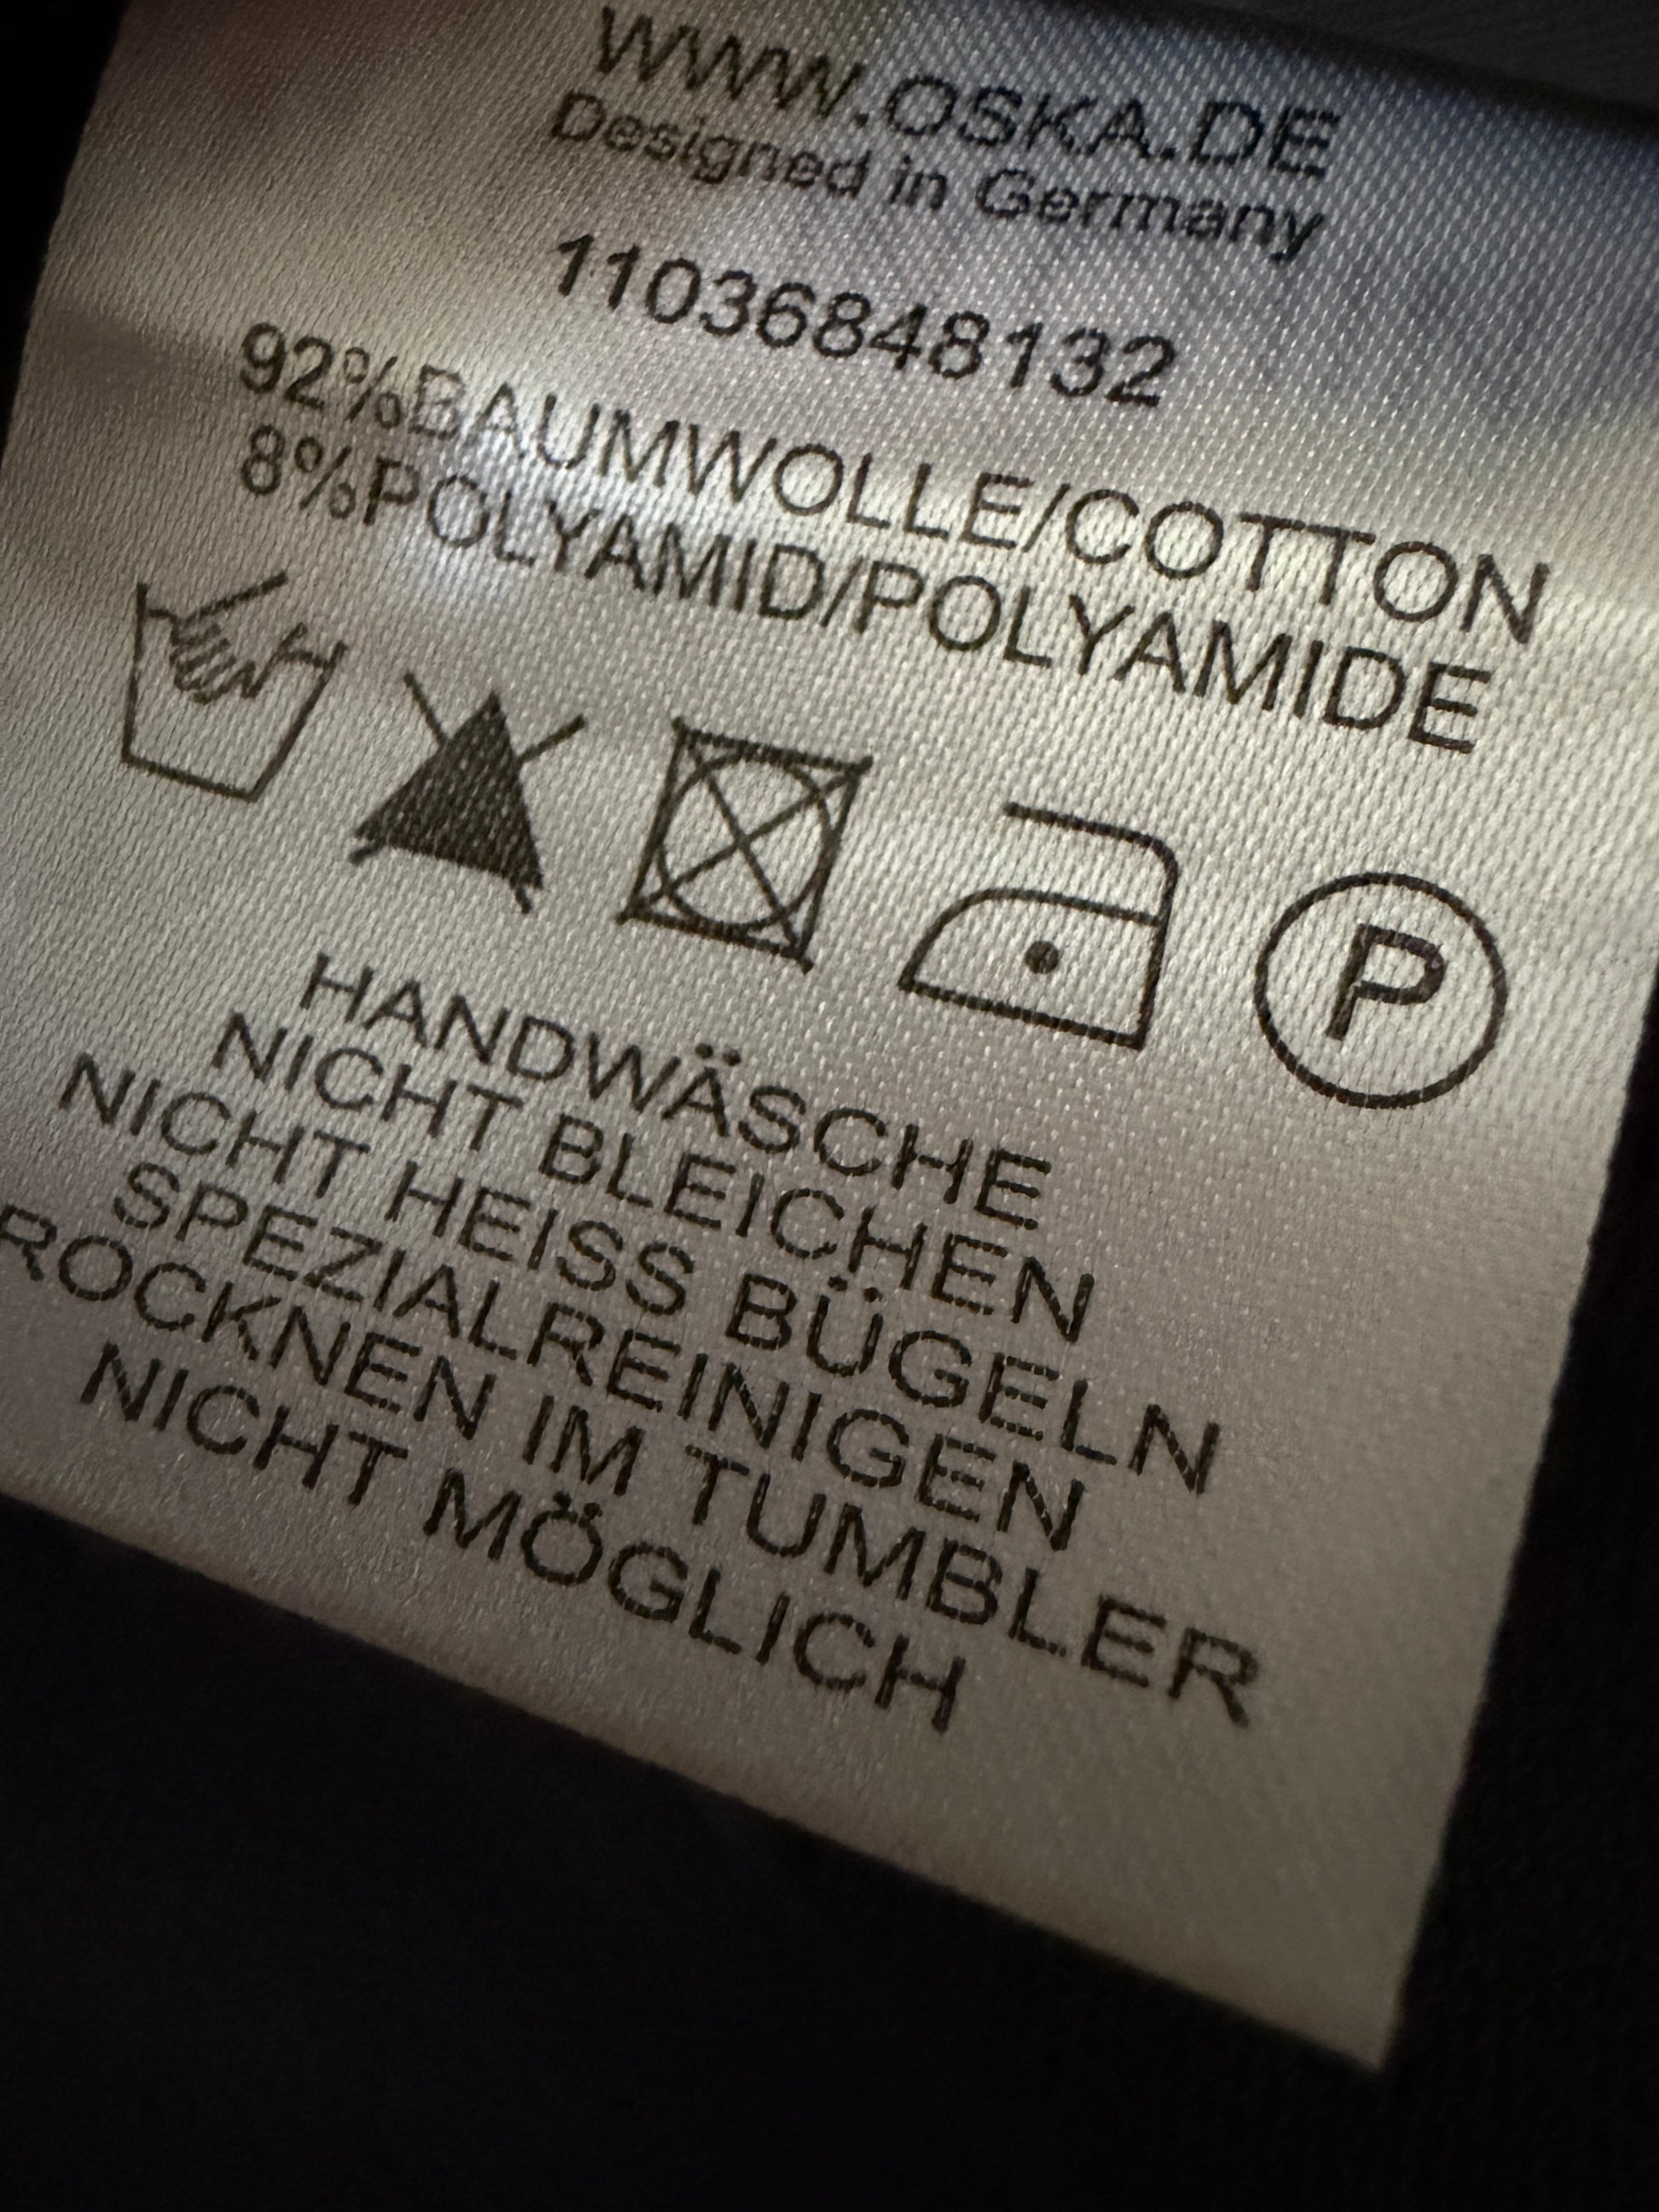 WWW.OSKA.DE
Designed in Germany
11036848132
92%BAUMWOLLE/COTTON
8%POLYAMID/POLYAMIDE
P
HANDWÄSCHE
NICHT BLEICHEN
NICHT HEISS BÜGELN
SPEZIALREINIGEN
ROCKNEN IM TUMBLER
NICHT MÖGLICH